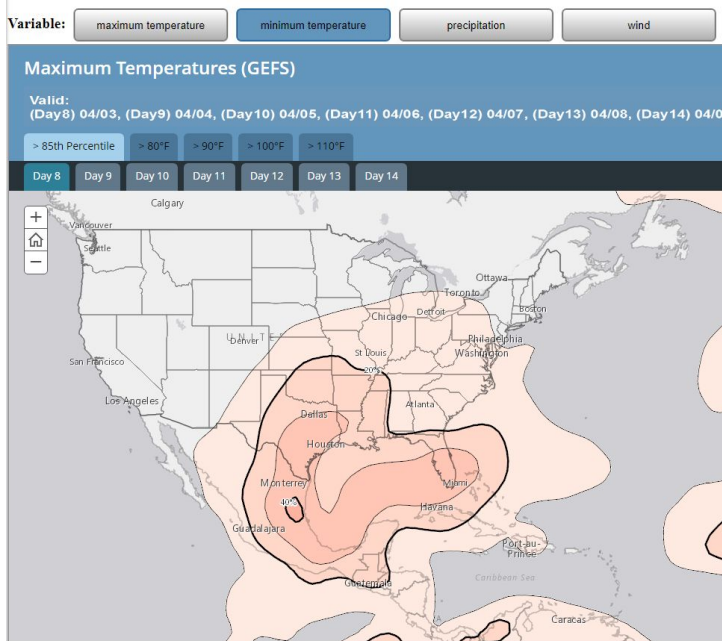 Variable: maximum temperature minimum temperature precipitation wind
Maximum Temperatures (GEFS)
Valid:
(Day8) 04/03, (Day9) 04/04, (Day10) 04/05, (Day11) 04/06, (Day12) 04/07, (Day13) 04/08, (Day14) 04/0
> 85th Percentile > 80°F > 90°F > 100°F > 110°F
Day 8 Day 9 Day 10 Day 11 Day 12 Day 13 Day 14
+
−
Calgary
Vancouver
Seattle
Ottawa
Toronto
Boston
Detroit
Chicago
UNITE
Denver
Philadelphia
Washington
St Louis
San Francisco
20%
Los Angeles
Atlanta
Dallas
Houston
Monterrey
Miami
40%
Havana
Guadalajara
Port-au-
Prince
Guatemala
Caribbean Sea
Caracas